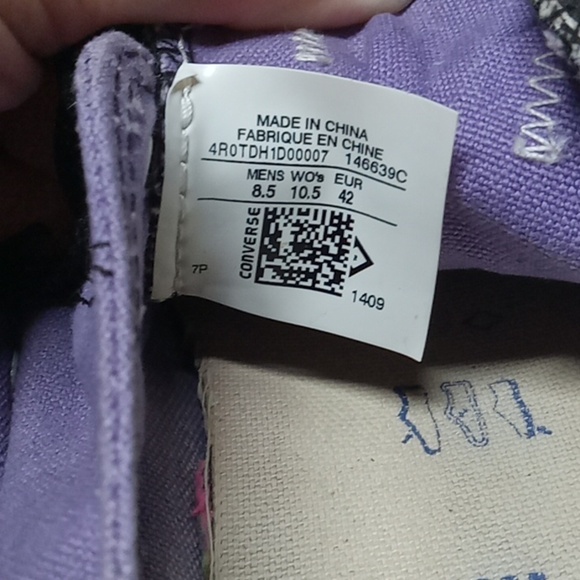 MADE IN CHINA
FABRIQUE EN CHINE
4R0TDH1D00007 146639C
MENS WO's EUR
8.5 10.5 42
CONVERSE
7P
1409